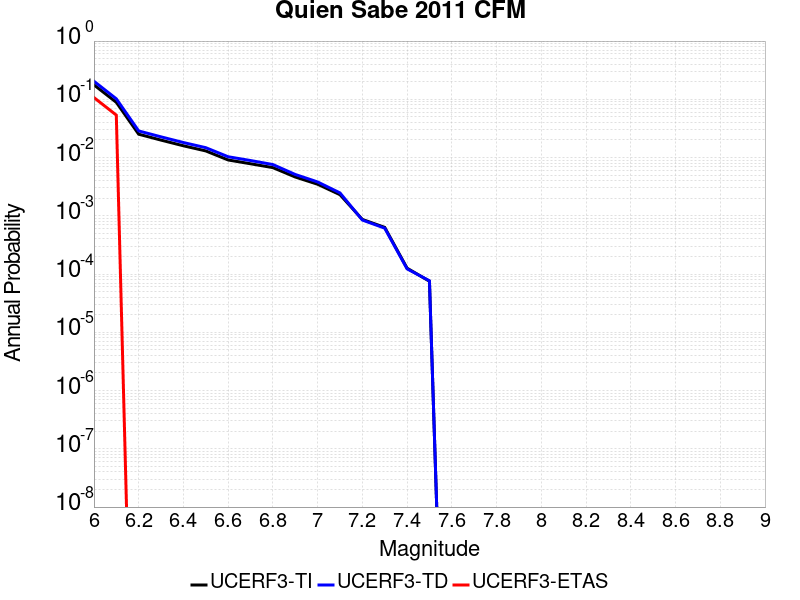 Quien Sabe 2011 CFM
10^0
10^-1
10^-2
10^-3
10^-4
10^-5
10^-6
10^-7
10^-8
Annual Probability
6 6.2 6.4 6.6 6.8 7 7.2 7.4 7.6 7.8 8 8.2 8.4 8.6 8.8 9
Magnitude
UCERF3-TI UCERF3-TD UCERF3-ETAS